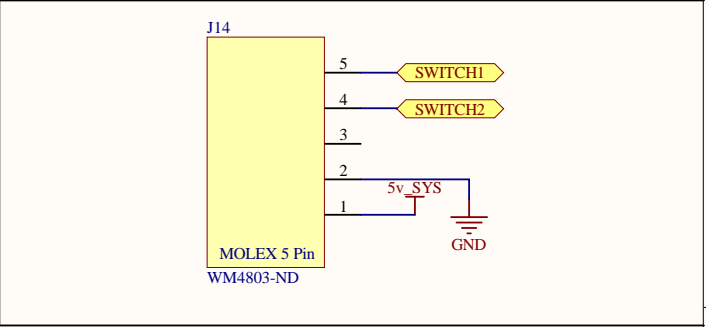 J14
5 SWITCH1
4 SWITCH2
3
2
5v_SYS
1
GND
MOLEX 5 Pin
WM4803-ND